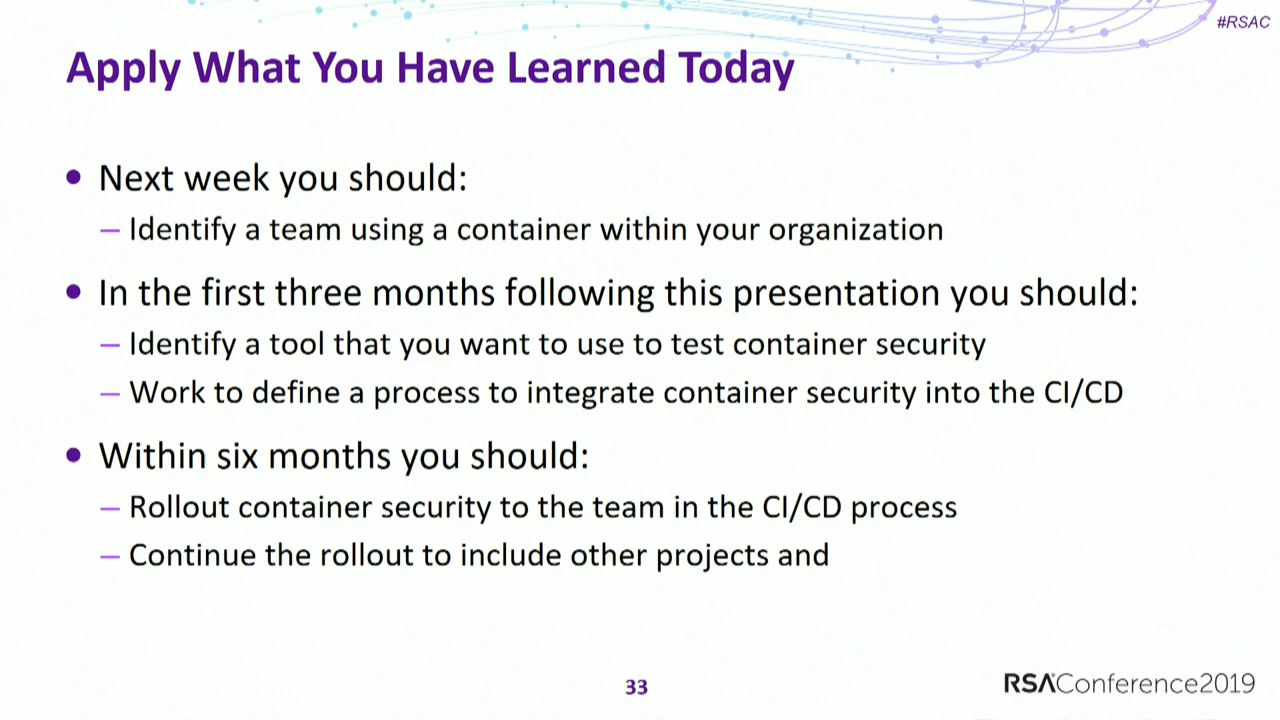 #RSAC
Apply What You Have Learned Today
• Next week you should:
– Identify a team using a container within your organization
• In the first three months following this presentation you should:
– Identify a tool that you want to use to test container security
– Work to define a process to integrate container security into the CI/CD
• Within six months you should:
– Rollout container security to the team in the CI/CD process
– Continue the rollout to include other projects and
33
RSAConference2019